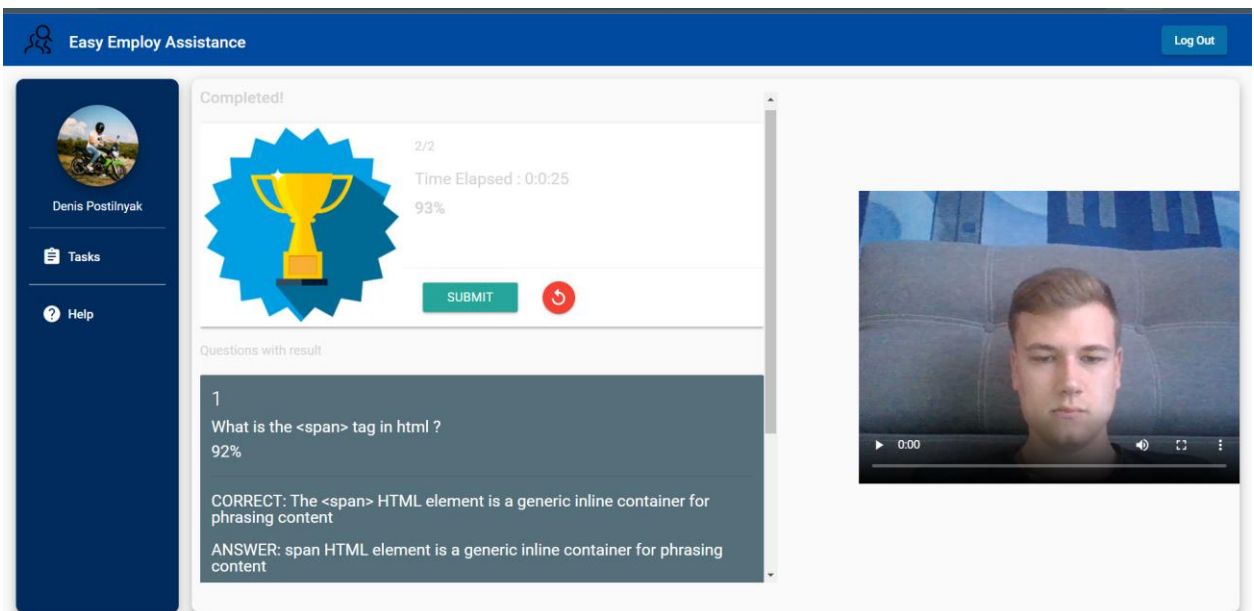 Easy Employ Assistance
Log Out
Denis Postilnyak
Tasks
Help
Completed!
2/2
Time Elapsed : 0:0:25
93%
SUBMIT
Questions with result
1
What is the <span> tag in html ?
92%
CORRECT: The <span> HTML element is a generic inline container for
phrasing content
ANSWER: span HTML element is a generic inline container for phrasing
content
0:00